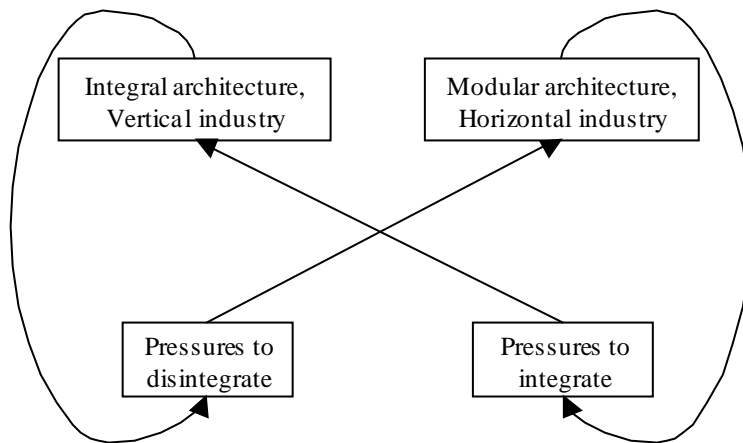 Integral architecture,
Vertical industry
Modular architecture,
Horizontal industry
Pressures to
disintegrate
Pressures to
integrate